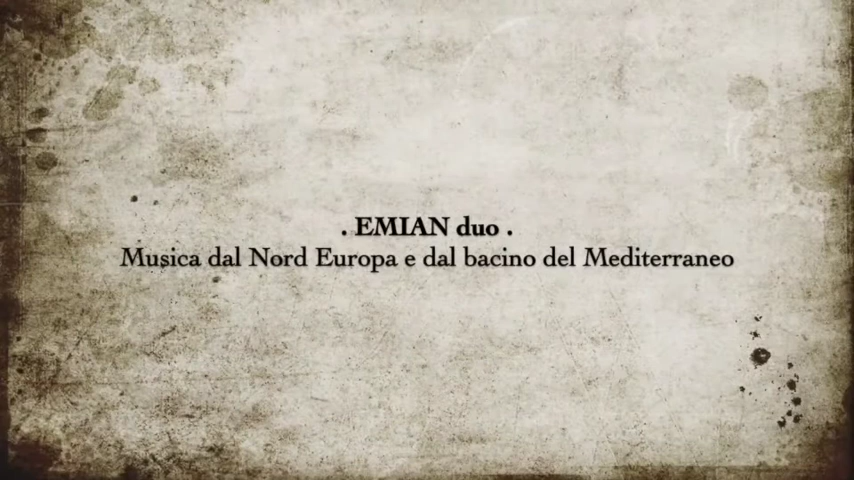 . EMIAN duo .
Musica dal Nord Europa e dal bacino del Mediterraneo